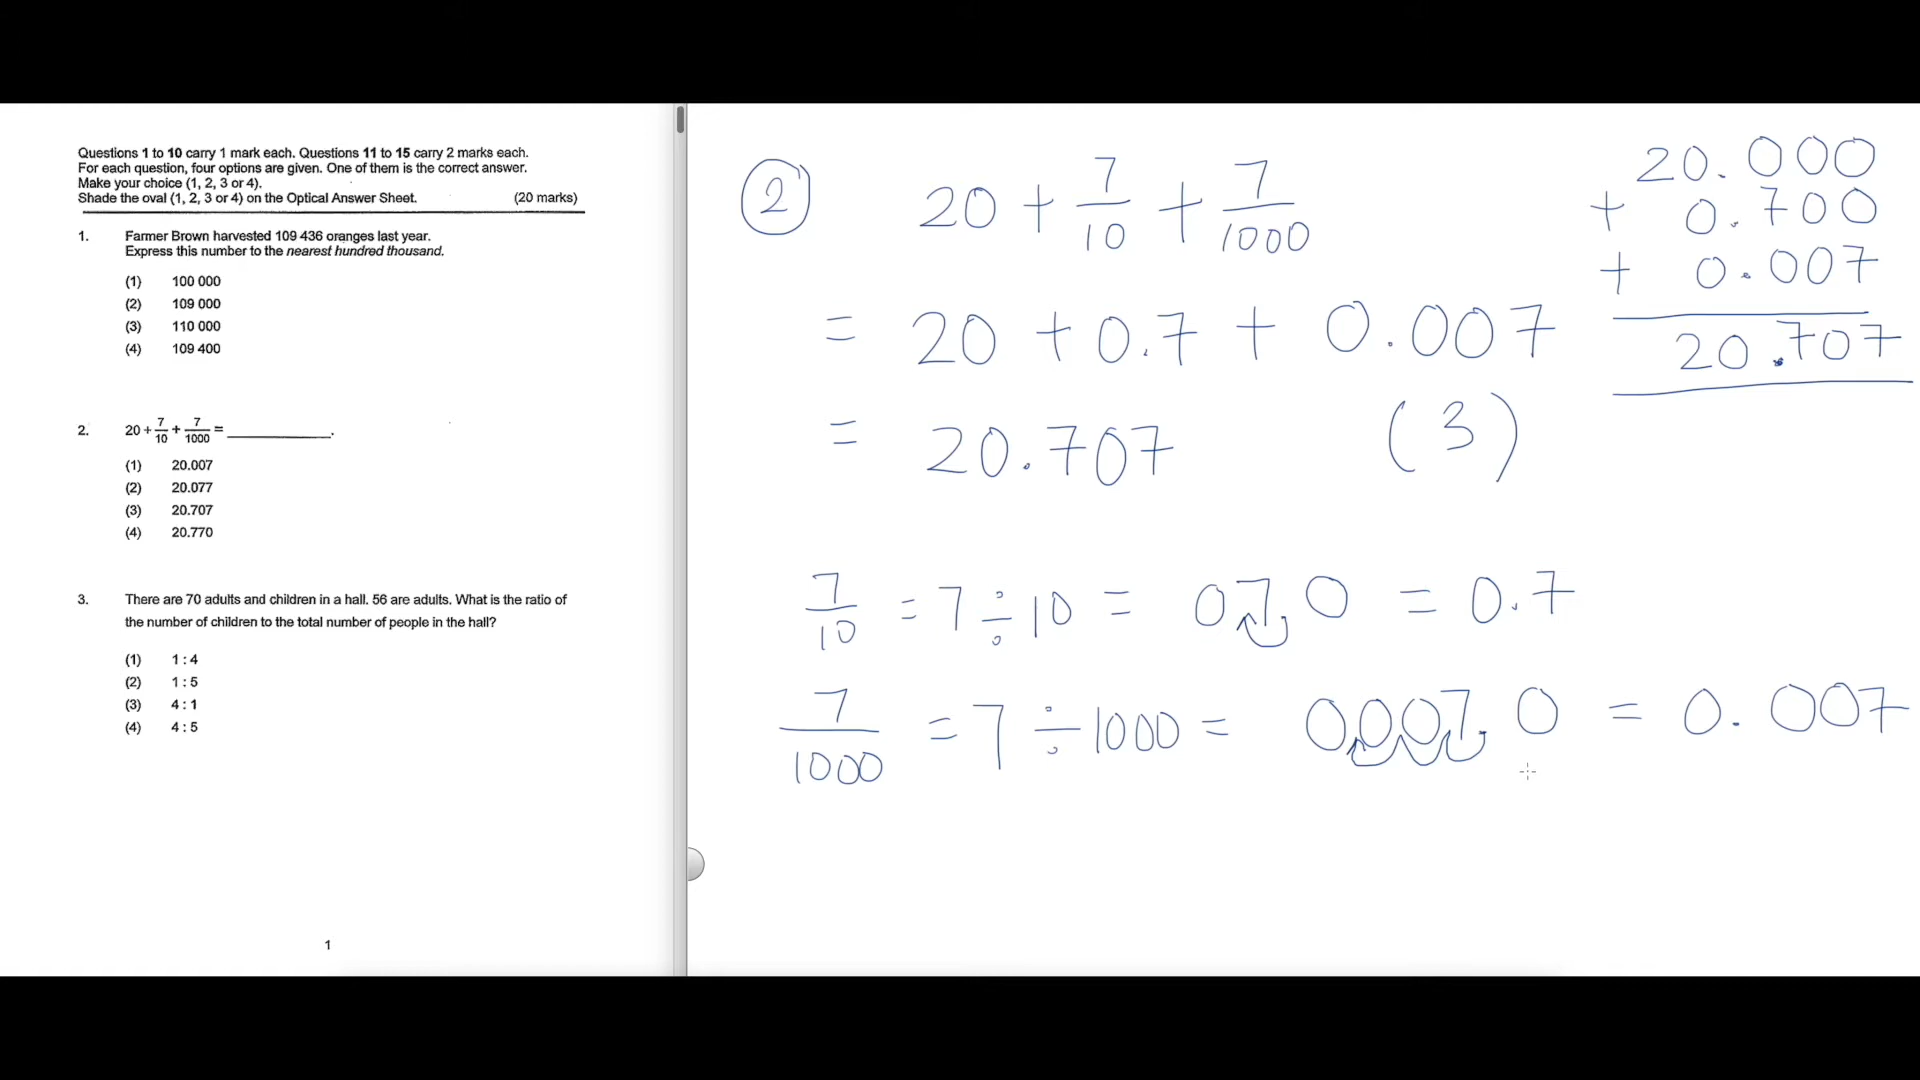 Questions 1 to 10 carry 1 mark each. Questions 11 to 15 carry 2 marks each.
For each question, four options are given. One of them is the correct answer.
Make your choice (1, 2, 3 or 4).
Shade the oval (1, 2, 3 or 4) on the Optical Answer Sheet. (20 marks)
1. Farmer Brown harvested 109 436 oranges last year.
Express this number to the nearest hundred thousand.
(1) 100 000
(2) 109 000
(3) 110 000
(4) 109 400
2. 20 + 7/10 + 7/1000 = ____________.
(1) 20.007
(2) 20.077
(3) 20.707
(4) 20.770
3. There are 70 adults and children in a hall. 56 are adults. What is the ratio of
the number of children to the total number of people in the hall?
(1) 1 : 4
(2) 1 : 5
(3) 4 : 1
(4) 4 : 5
1
2 20 + 7/10 + 7/1000
= 20 + 0.7 + 0.007
= 20.707 (3)
20.000
+ 0.700
+ 0.007
20.707
7/10 = 7 ÷ 10 = 07.0 = 0.7
7/1000 = 7 ÷ 1000 = 0007.0 = 0.007